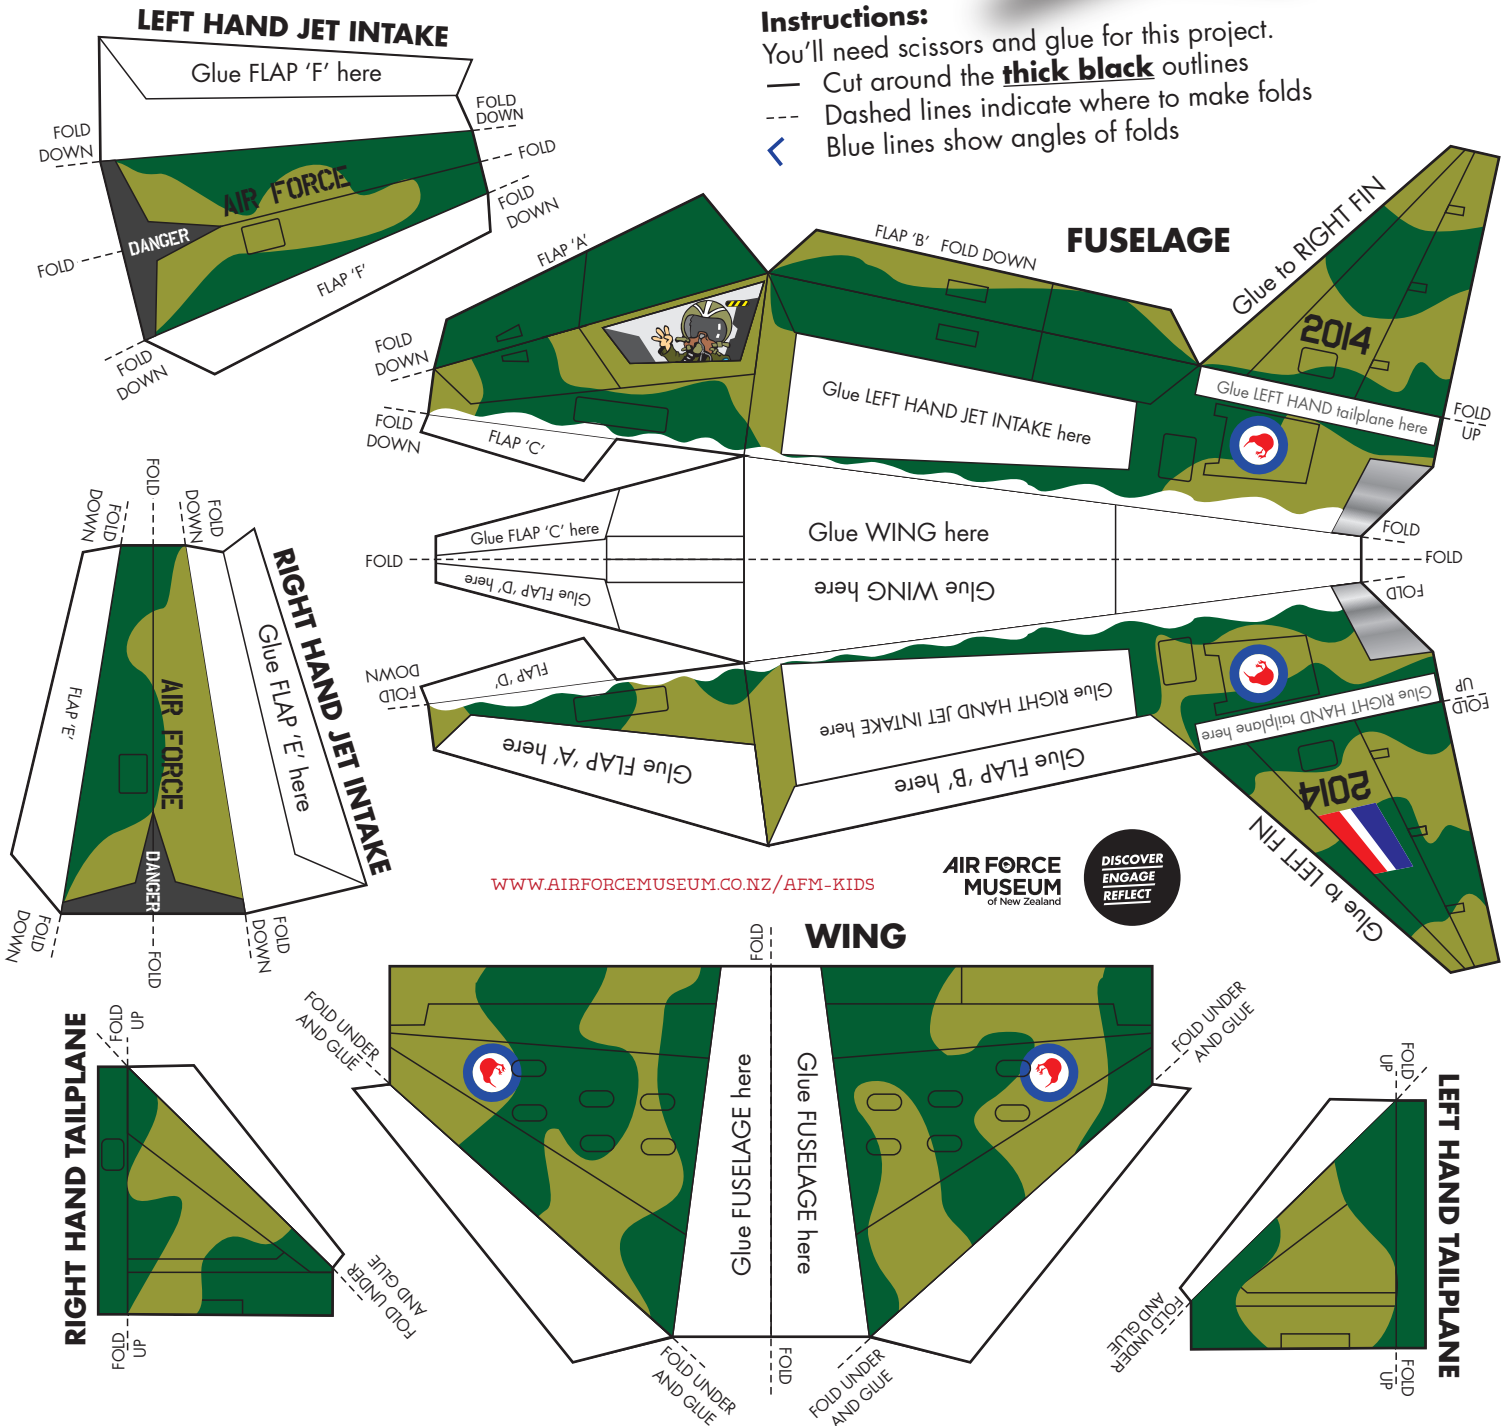 LEFT HAND JET INTAKE
Glue FLAP 'F' here
FOLD
DOWN
FOLD
DOWN
FOLD
FOLD
DOWN
AIR FORCE
DANGER
FOLD
FLAP 'F'
FOLD
DOWN
Instructions:
You'll need scissors and glue for this project.
Cut around the thick black outlines
Dashed lines indicate where to make folds
Blue lines show angles of folds
FUSELAGE
FLAP 'A'
FLAP 'B' FOLD DOWN
Glue to RIGHT FIN
2014
FOLD
DOWN
Glue LEFT HAND JET INTAKE here
Glue LEFT HAND tailplane here
FOLD
UP
FOLD
DOWN
FLAP 'C'
Glue FLAP 'C' here
Glue WING here
FOLD
FOLD
FOLD
Glue FLAP 'D' here
Glue WING here
FOLD
FOLD
DOWN
FLAP 'D'
Glue RIGHT HAND JET INTAKE here
Glue RIGHT HAND tailplane here
FOLD
UP
Glue FLAP 'A' here
Glue FLAP 'B' here
2014
Glue to LEFT FIN
RIGHT HAND JET INTAKE
FOLD
DOWN
FOLD
FOLD
DOWN
FLAP 'E'
AIR FORCE
Glue FLAP 'E' here
DANGER
FOLD
DOWN
FOLD
FOLD
DOWN
WWW.AIRFORCEMUSEUM.CO.NZ/AFM-KIDS
AIR FORCE
MUSEUM
of New Zealand
DISCOVER
ENGAGE
REFLECT
WING
FOLD
FOLD UNDER
AND GLUE
FOLD UNDER
AND GLUE
Glue FUSELAGE here
Glue FUSELAGE here
FOLD UNDER
AND GLUE
FOLD
FOLD UNDER
AND GLUE
RIGHT HAND TAILPLANE
FOLD
UP
FOLD UNDER
AND GLUE
FOLD
UP
LEFT HAND TAILPLANE
FOLD
UP
FOLD UNDER
AND GLUE
FOLD
UP